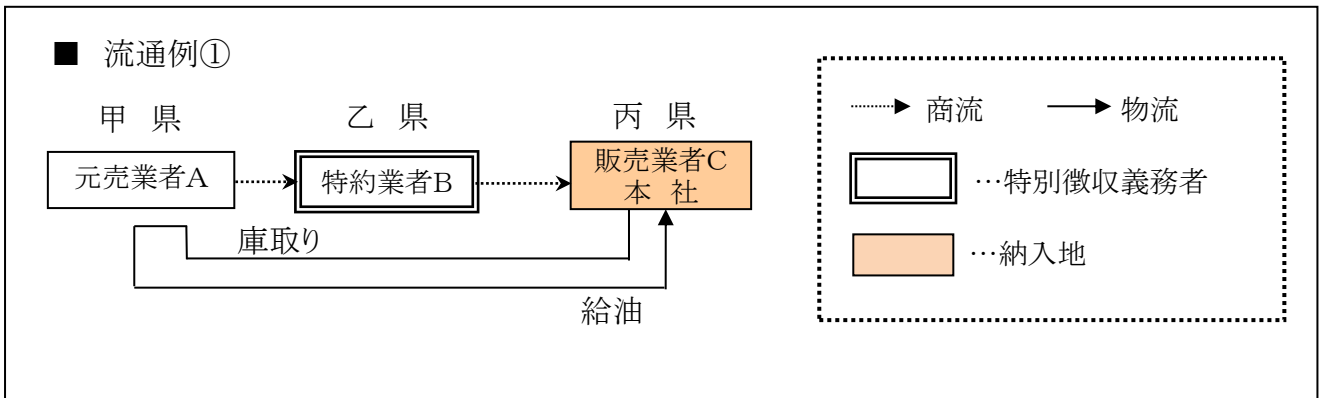 ■ 流通例①
甲 県
乙 県
丙 県
元売業者A
特約業者B
販売業者C
本 社
庫取り
給油
商流
物流
…特別徴収義務者
…納入地